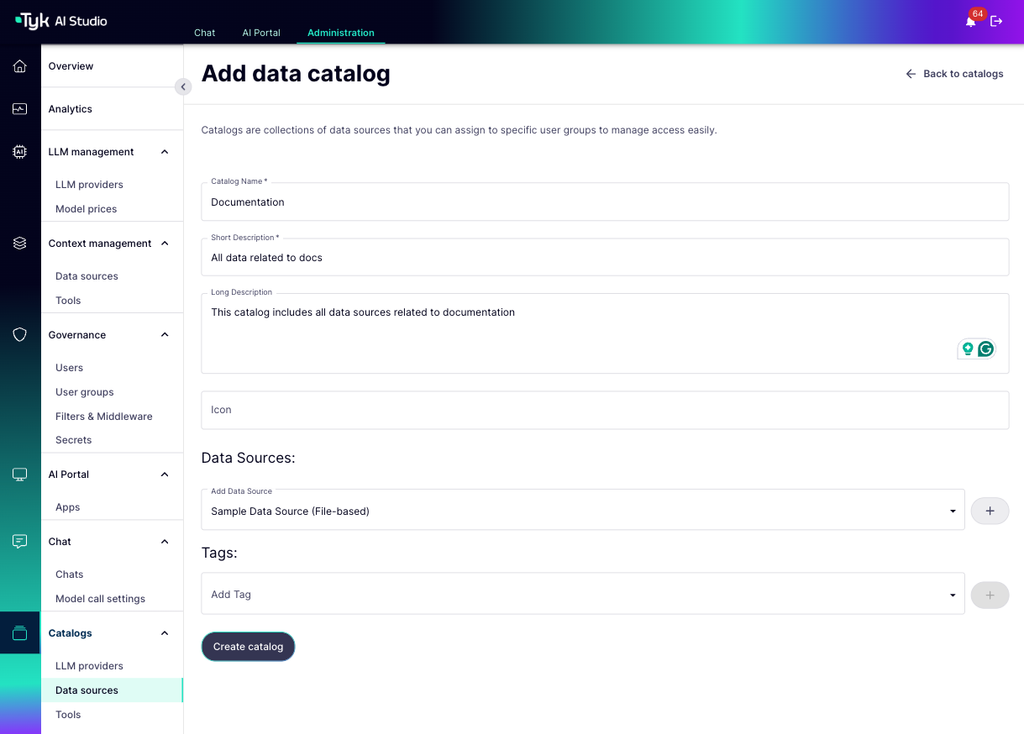 Tyk AI Studio
Chat
AI Portal
Administration
64
Overview
Analytics
LLM management
LLM providers
Model prices
Context management
Data sources
Tools
Governance
Users
User groups
Filters & Middleware
Secrets
AI Portal
Apps
Chat
Chats
Model call settings
Catalogs
LLM providers
Data sources
Tools
Add data catalog
Back to catalogs
Catalogs are collections of data sources that you can assign to specific user groups to manage access easily.
Catalog Name *
Documentation
Short Description *
All data related to docs
Long Description
This catalog includes all data sources related to documentation
Icon
Data Sources:
Add Data Source
Sample Data Source (File-based)
Tags:
Add Tag
Create catalog